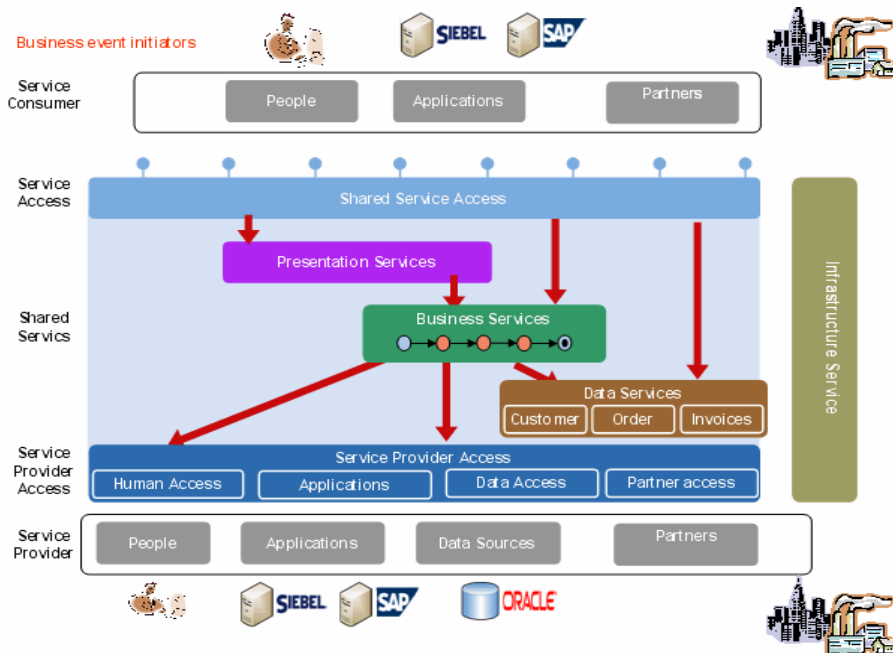 Business event initiators
SIEBEL
SAP
Service
Consumer
People
Applications
Partners
Service
Access
Shared Service Access
Presentation Services
Shared
Servics
Business Services
Data Services
Customer
Order
Invoices
Infrastructure Service
Service
Provider
Access
Service Provider Access
Human Access
Applications
Data Access
Partner access
Service
Provider
People
Applications
Data Sources
Partners
SIEBEL
SAP
ORACLE